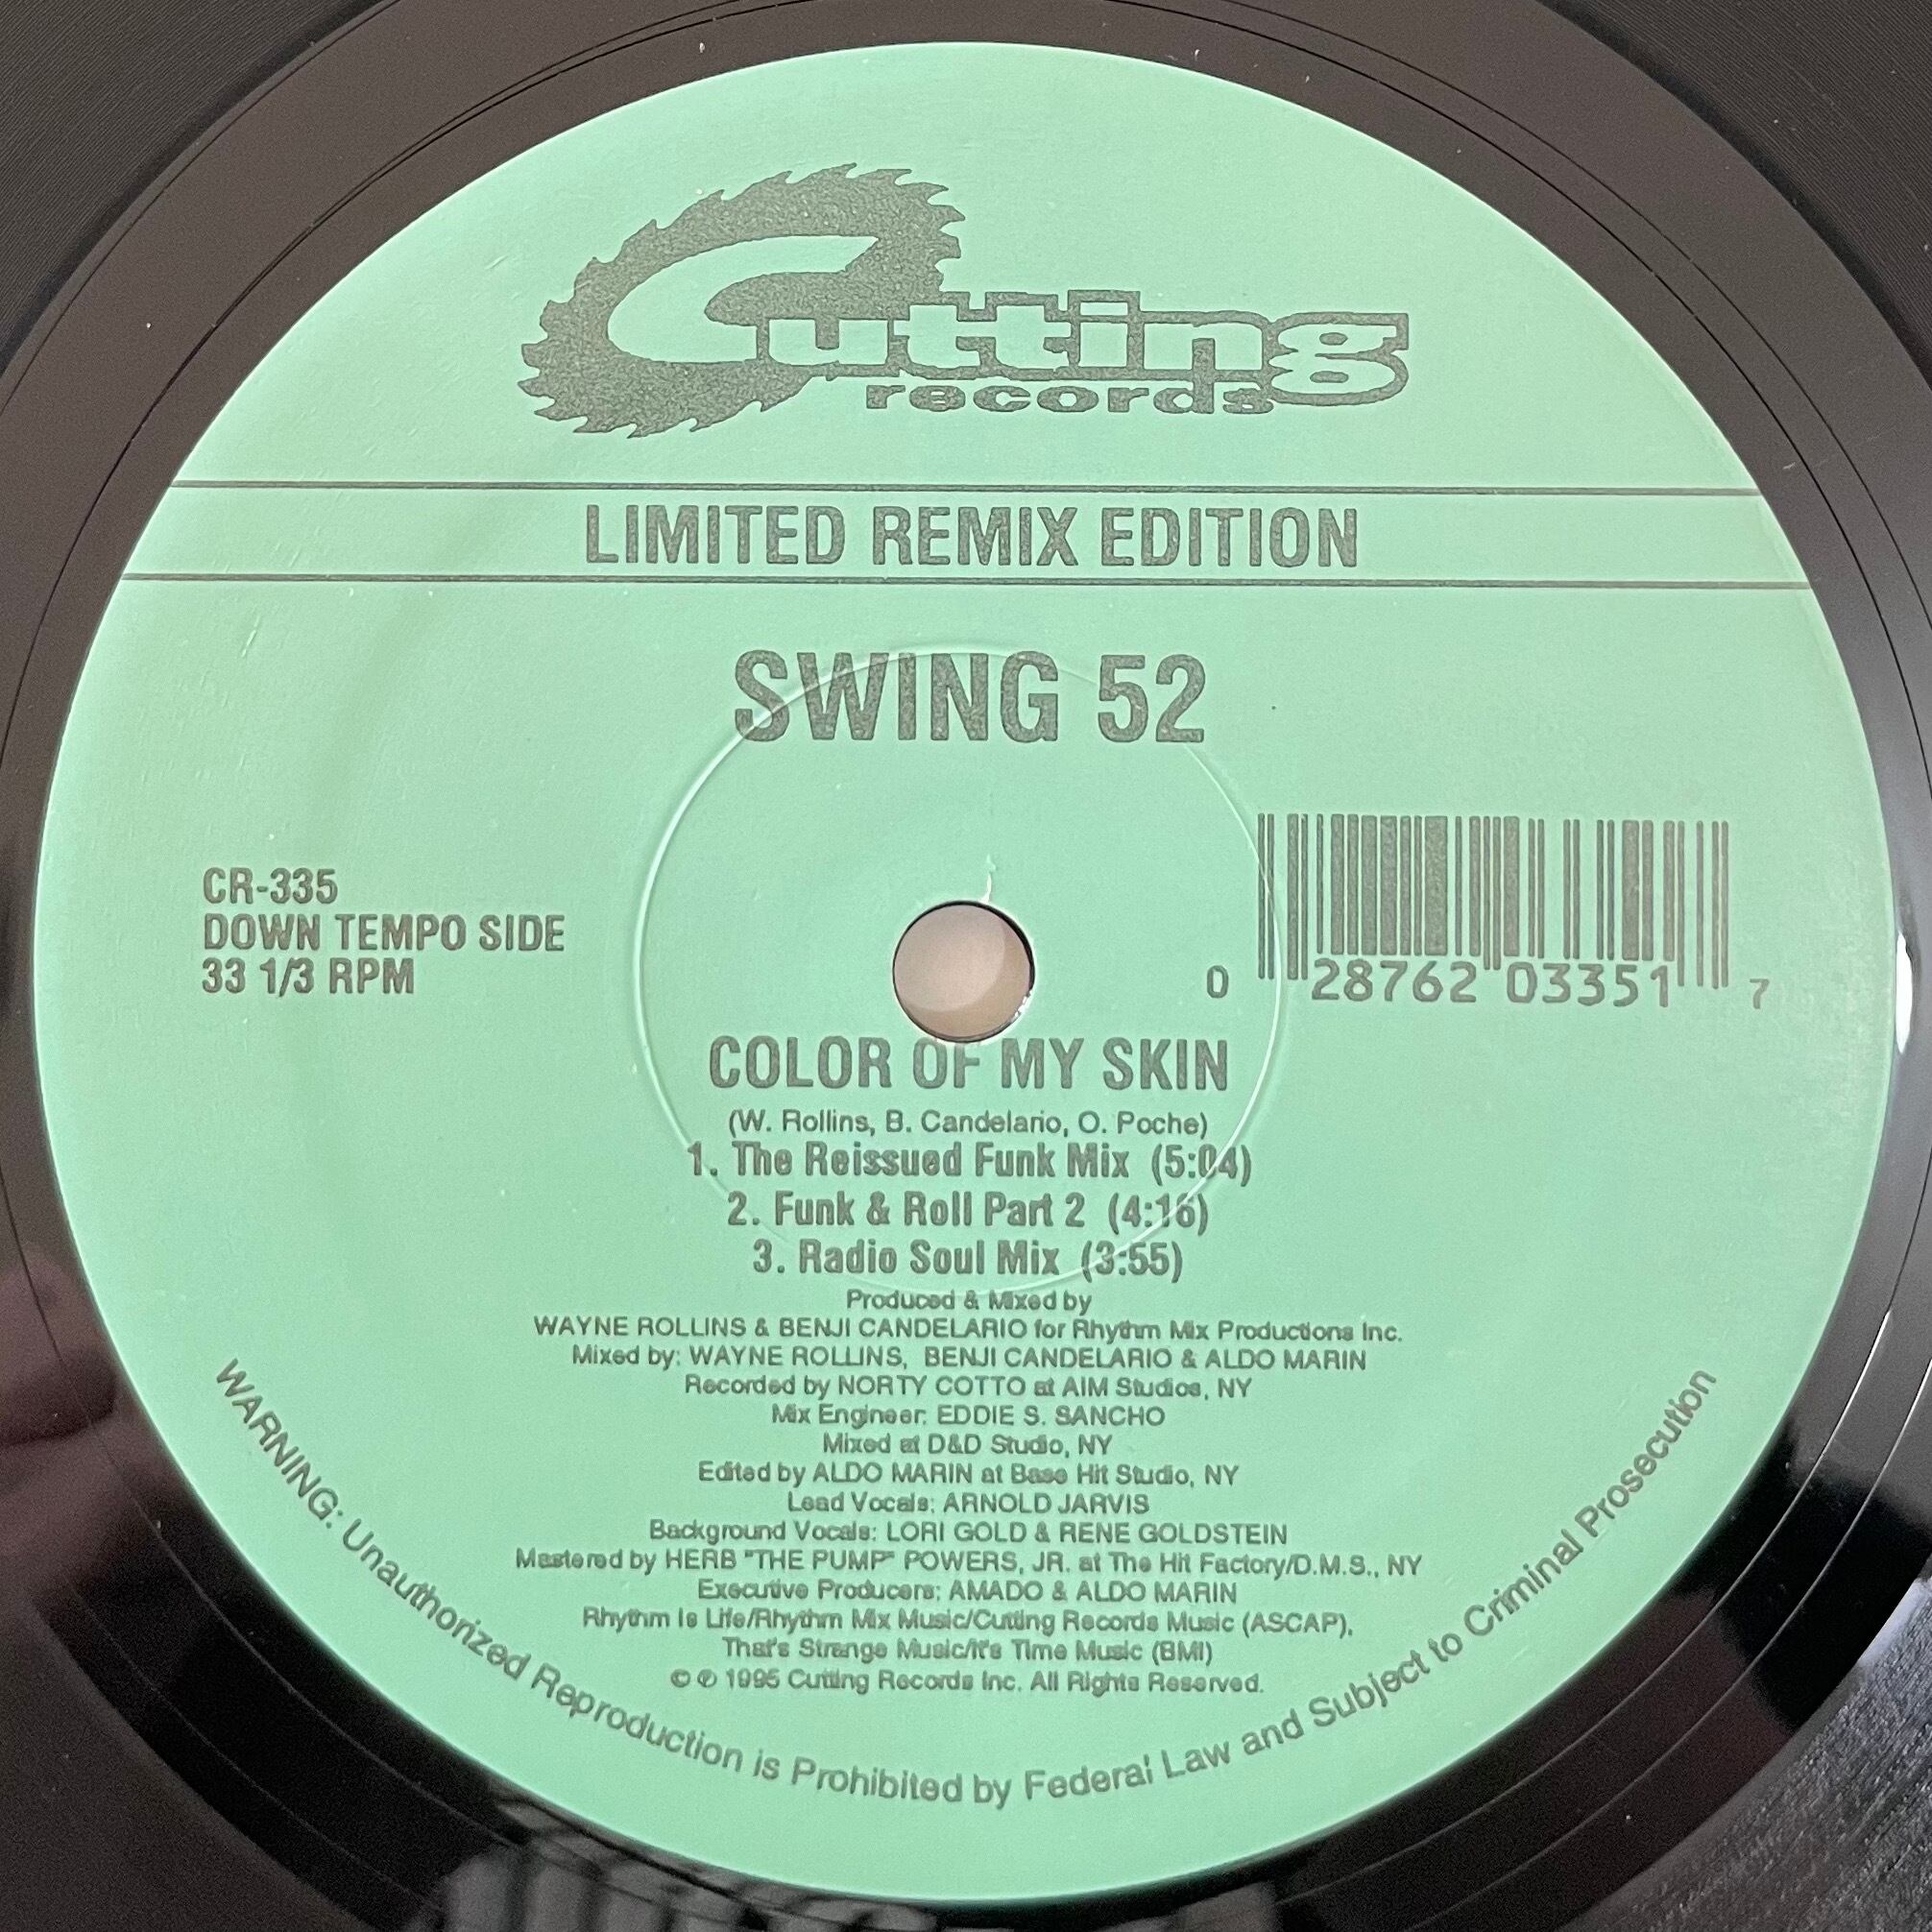 Cutting
records
LIMITED REMIX EDITION
SWING 52
CR-335
DOWN TEMPO SIDE
33 1/3 RPM
0 28762 03351 7
COLOR OF MY SKIN
(W. Rollins, B. Candelario, O. Poche)
1. The Reissued Funk Mix (5:04)
2. Funk & Roll Part 2 (4:16)
3. Radio Soul Mix (3:55)
Produced & Mixed by
WAYNE ROLLINS & BENJI CANDELARIO for Rhythm Mix Productions Inc.
Mixed by: WAYNE ROLLINS, BENJI CANDELARIO & ALDO MARIN
Recorded by NORTY COTTO at AIM Studios, NY
Mix Engineer: EDDIE S. SANCHO
Mixed at D&D Studio, NY
Edited by ALDO MARIN at Base Hit Studio, NY
Lead Vocals: ARNOLD JARVIS
Background Vocals: LORI GOLD & RENE GOLDSTEIN
Mastered by HERB "THE PUMP" POWERS, JR. at The Hit Factory/D.M.S., NY
Executive Producers: AMADO & ALDO MARIN
Rhythm Is Life/Rhythm Mix Music/Cutting Records Music (ASCAP),
That's Strange Music/It's Time Music (BMI)
© ℗ 1995 Cutting Records Inc. All Rights Reserved.
WARNING: Unauthorized Reproduction is Prohibited by Federal Law and Subject to Criminal Prosecution